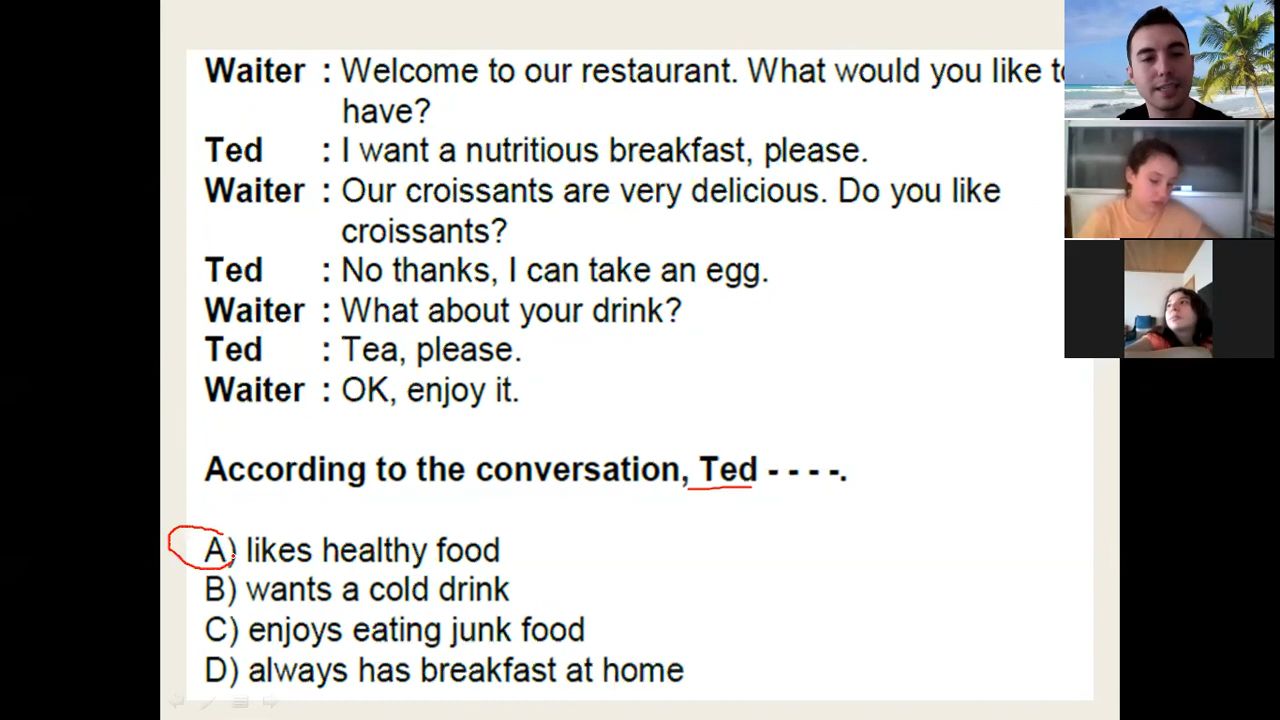 Waiter : Welcome to our restaurant. What would you like to
have?
Ted : I want a nutritious breakfast, please.
Waiter : Our croissants are very delicious. Do you like
croissants?
Ted : No thanks, I can take an egg.
Waiter : What about your drink?
Ted : Tea, please.
Waiter : OK, enjoy it.
According to the conversation, Ted - - - -.
A) likes healthy food
B) wants a cold drink
C) enjoys eating junk food
D) always has breakfast at home